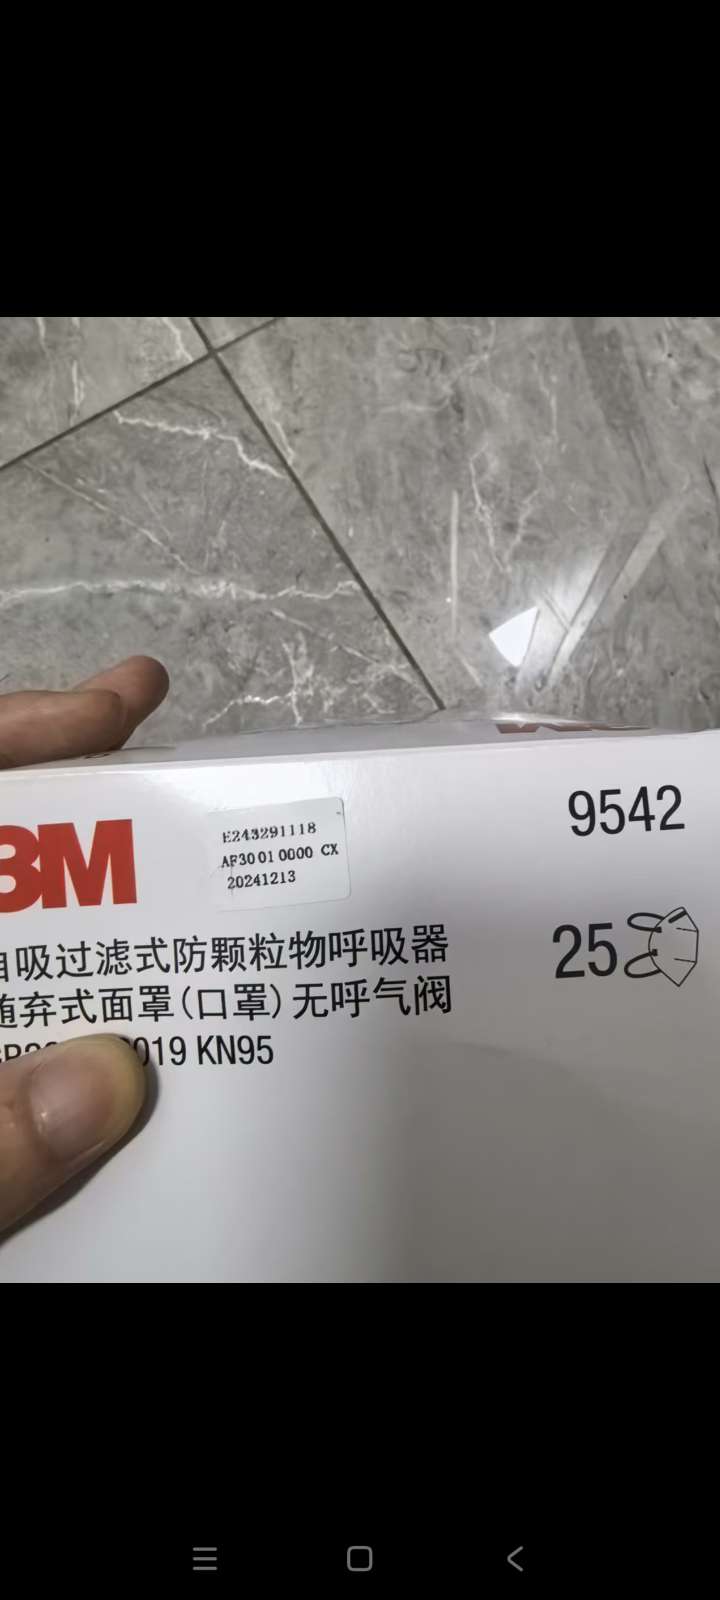 3M
E243291118
AF30 01 0000 CX
20241213
9542
自吸过滤式防颗粒物呼吸器
随弃式面罩(口罩)无呼气阀
25
KN95